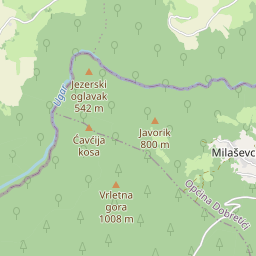 Ugar
Jezerski
oglavak
542 m
Čavčija
kosa
Javorik
800 m
Milaševc
Vrletna
gora
1008 m
Općina Dobretići